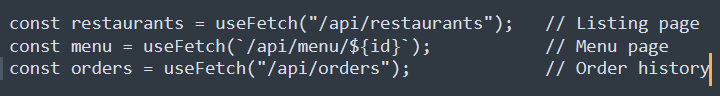 const restaurants = useFetch("/api/restaurants");   // Listing page
const menu = useFetch(`/api/menu/${id}`);           // Menu page
const orders = useFetch("/api/orders");             // Order history